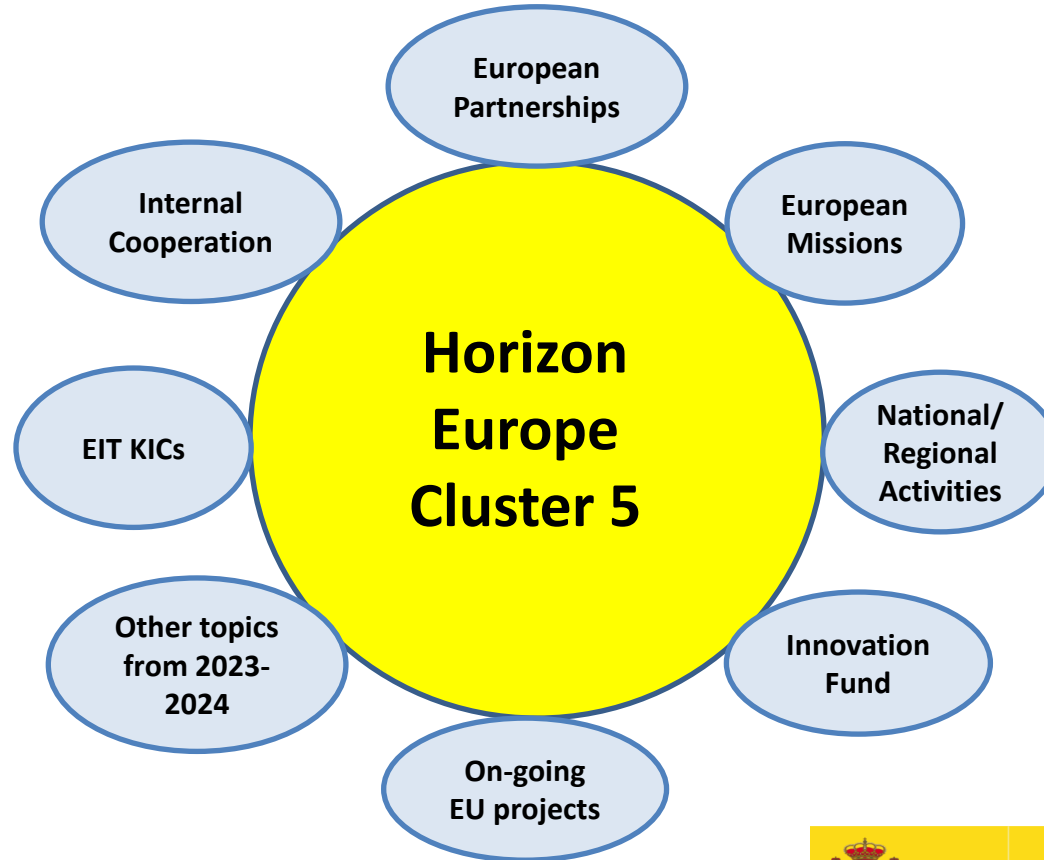 European
Partnerships
Internal
Cooperation
European
Missions
Horizon
Europe
Cluster 5
EIT KICs
National/
Regional
Activities
Other topics
from 2023-
2024
Innovation
Fund
On-going
EU projects